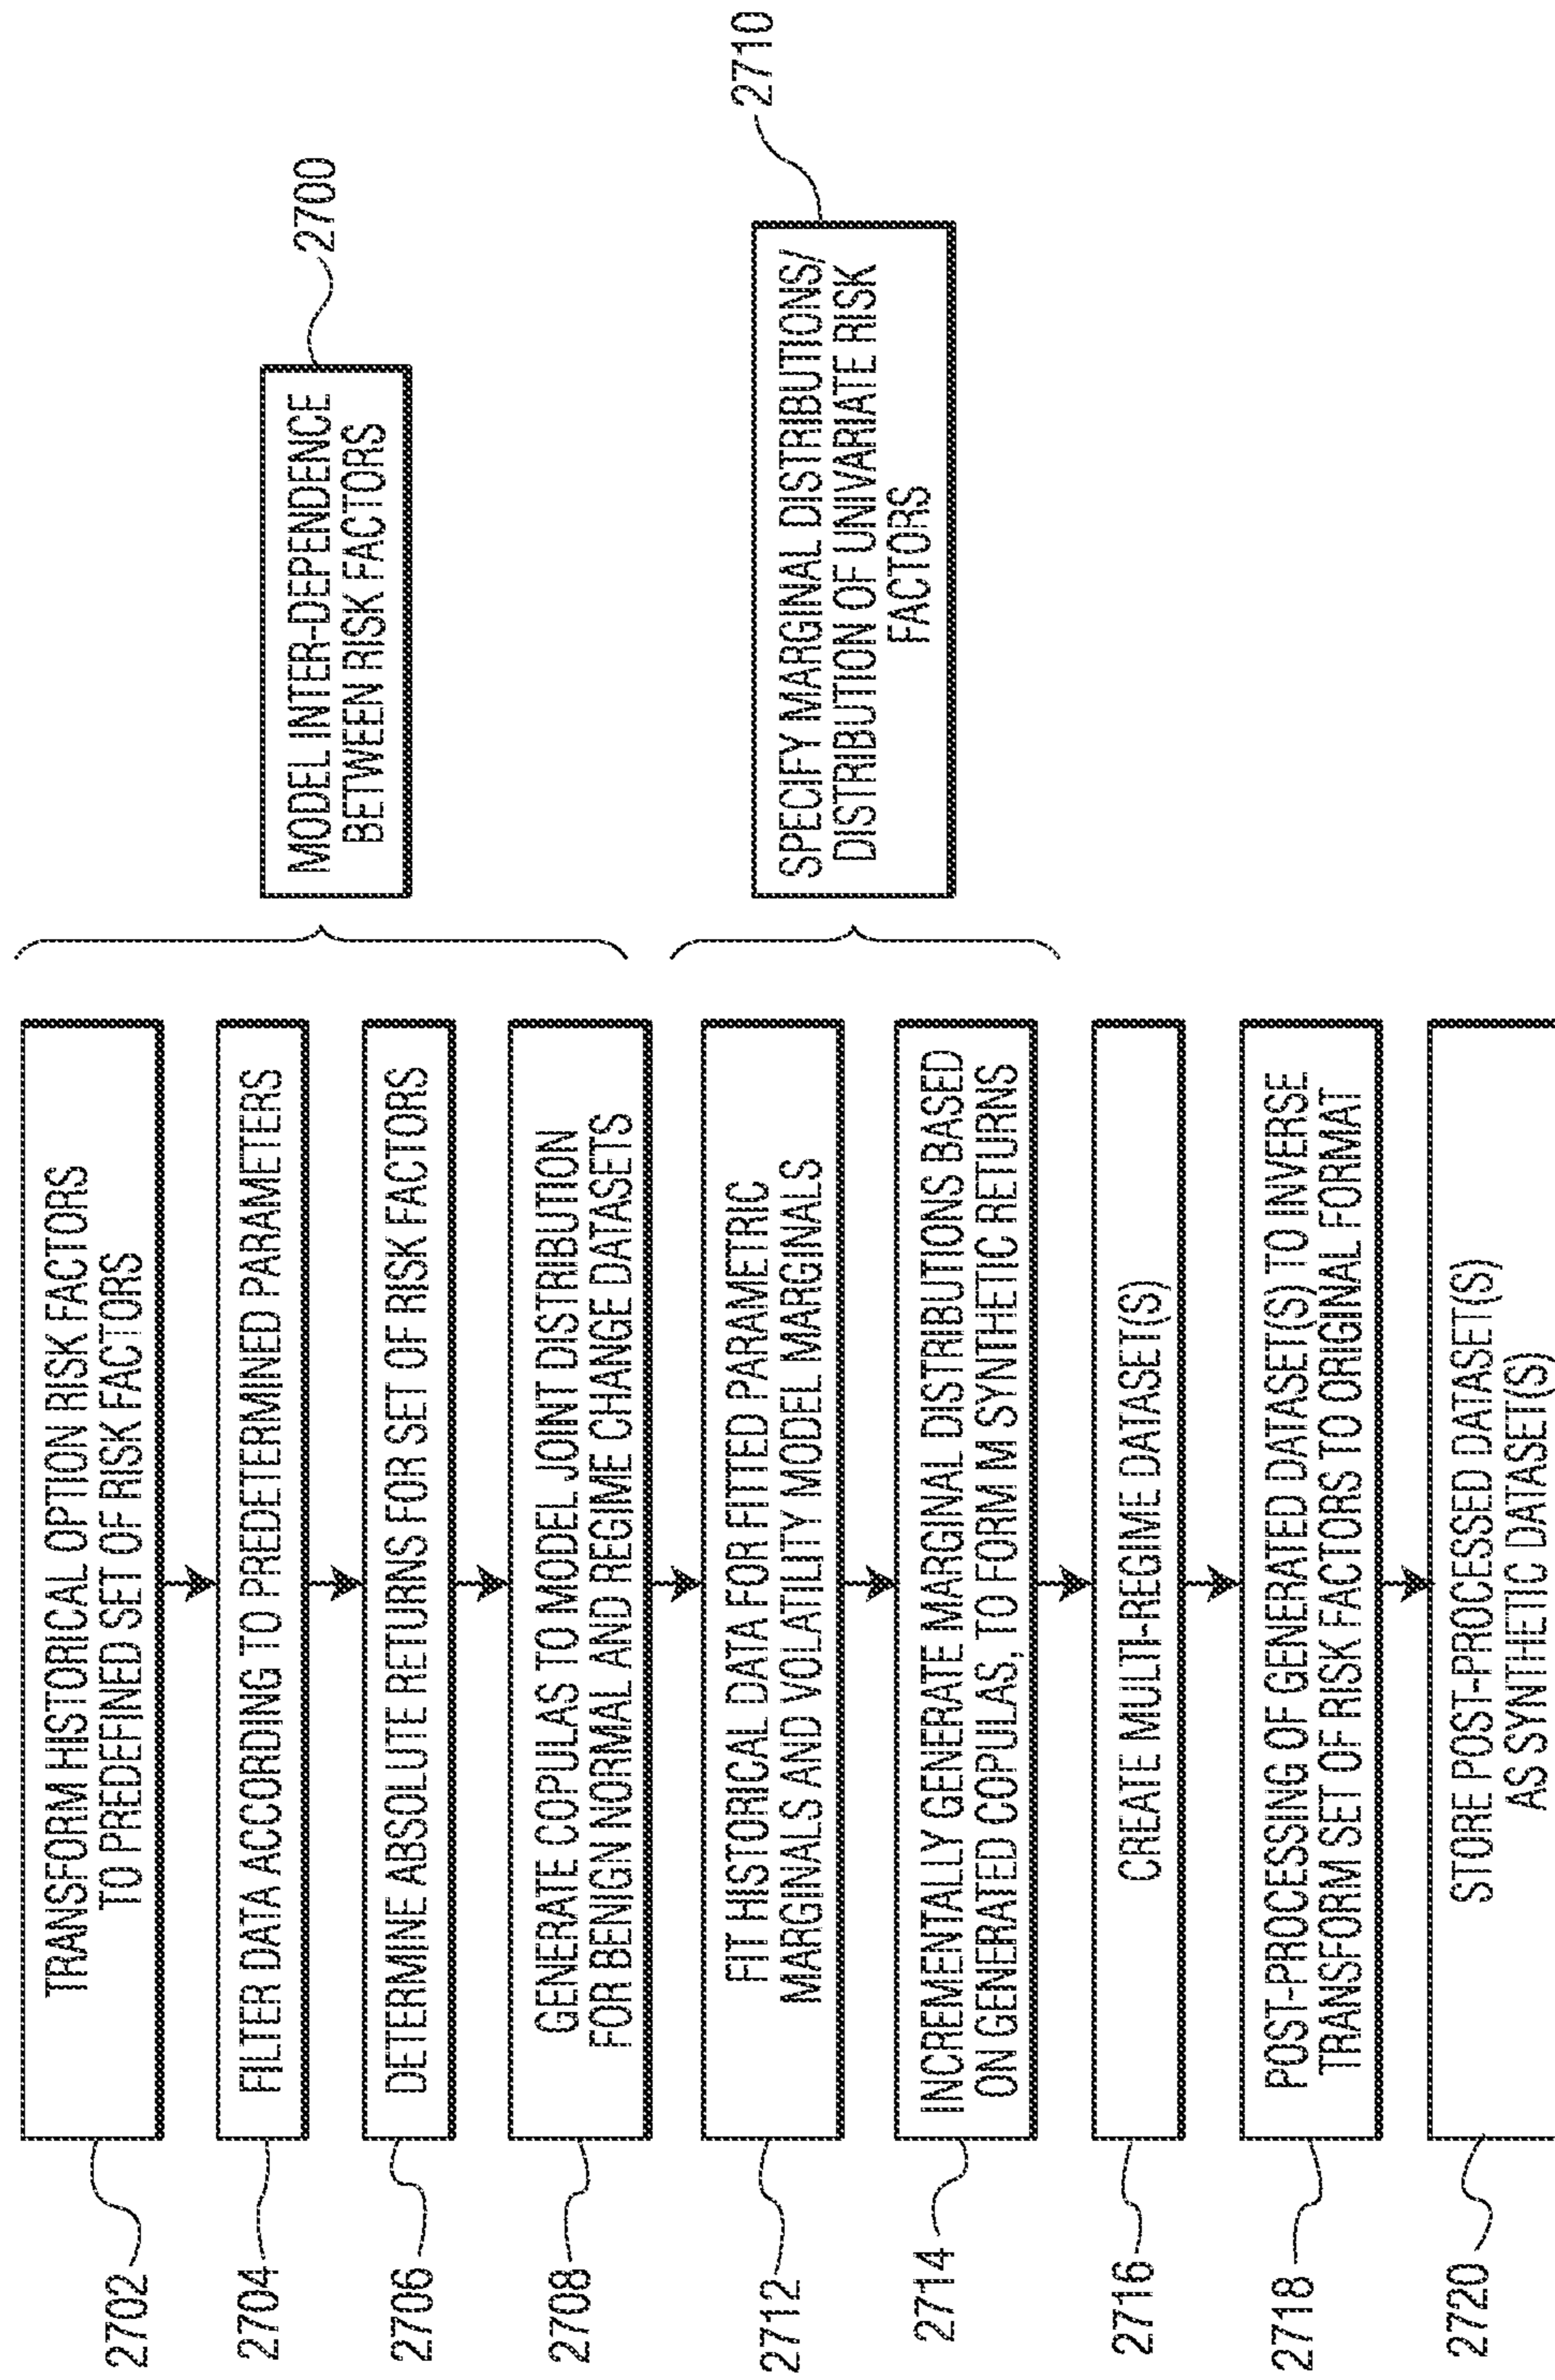 2702
TRANSFORM HISTORICAL OPTION RISK FACTORS
TO PREDEFINED SET OF RISK FACTORS
2704
FILTER DATA ACCORDING TO PREDETERMINED PARAMETERS
2706
DETERMINE ABSOLUTE RETURNS FOR SET OF RISK FACTORS
2708
GENERATE COPULAS TO MODEL JOINT DISTRIBUTION
FOR BENIGN NORMAL AND REGIME CHANGE DATASETS
MODEL INTER-DEPENDENCE
BETWEEN RISK FACTORS
2700
2712
FIT HISTORICAL DATA FOR FITTED PARAMETRIC
MARGINALS AND VOLATILITY MODEL MARGINALS
2714
INCREMENTALLY GENERATE MARGINAL DISTRIBUTIONS BASED
ON GENERATED COPULAS, TO FORM M SYNTHETIC RETURNS
SPECIFY MARGINAL DISTRIBUTIONS/
DISTRIBUTION OF UNIVARIATE RISK
FACTORS
2710
2716
CREATE MULTI-REGIME DATASET(S)
2718
POST-PROCESSING OF GENERATED DATASET(S) TO INVERSE
TRANSFORM SET OF RISK FACTORS TO ORIGINAL FORMAT
2720
STORE POST-PROCESSED DATASET(S)
AS SYNTHETIC DATASET(S)